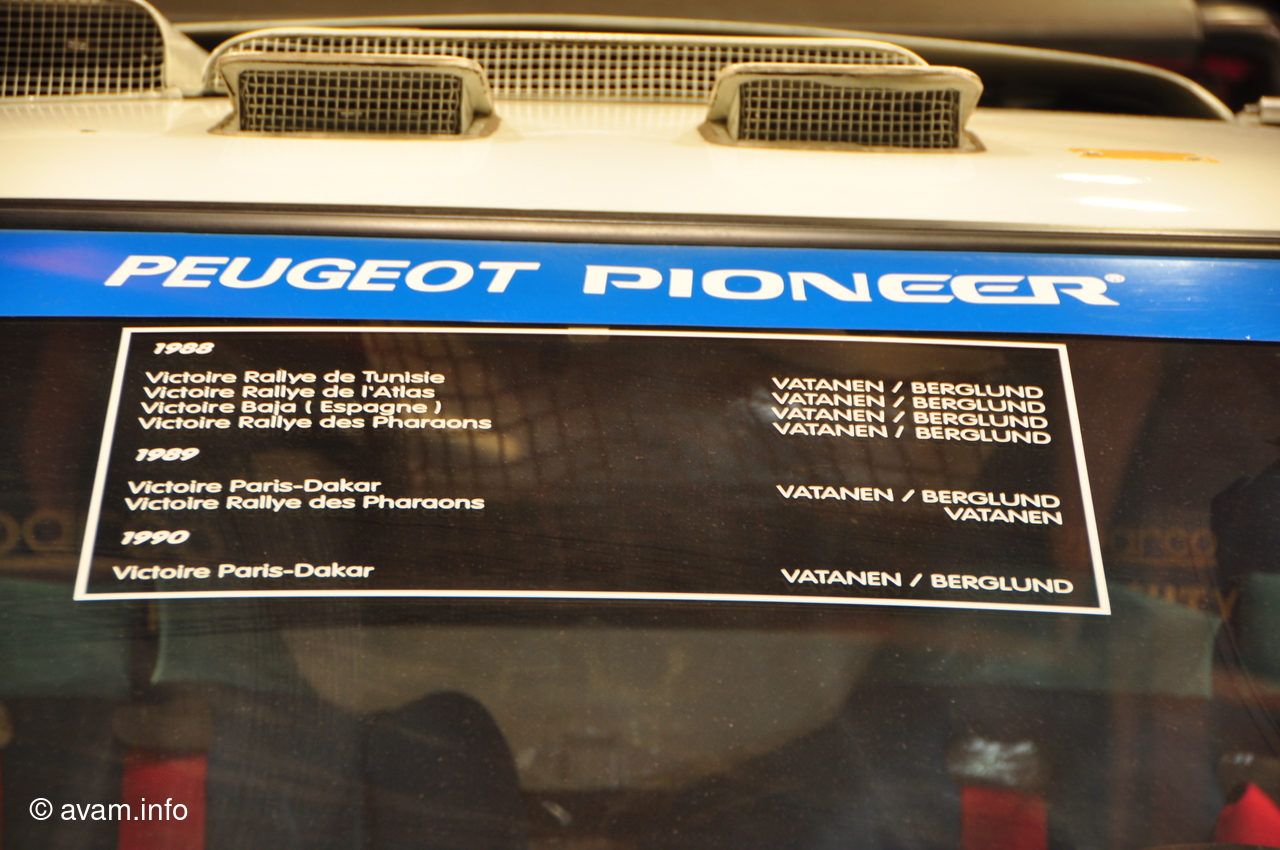 PEUGEOT PIONEER®
1988
Victoire Rallye de Tunisie VATANEN / BERGLUND
Victoire Rallye de l'Atlas VATANEN / BERGLUND
Victoire Baja ( Espagne ) VATANEN / BERGLUND
Victoire Rallye des Pharaons VATANEN / BERGLUND
1989
Victoire Paris-Dakar VATANEN / BERGLUND
Victoire Rallye des Pharaons VATANEN
1990
Victoire Paris-Dakar VATANEN / BERGLUND
© avam.info